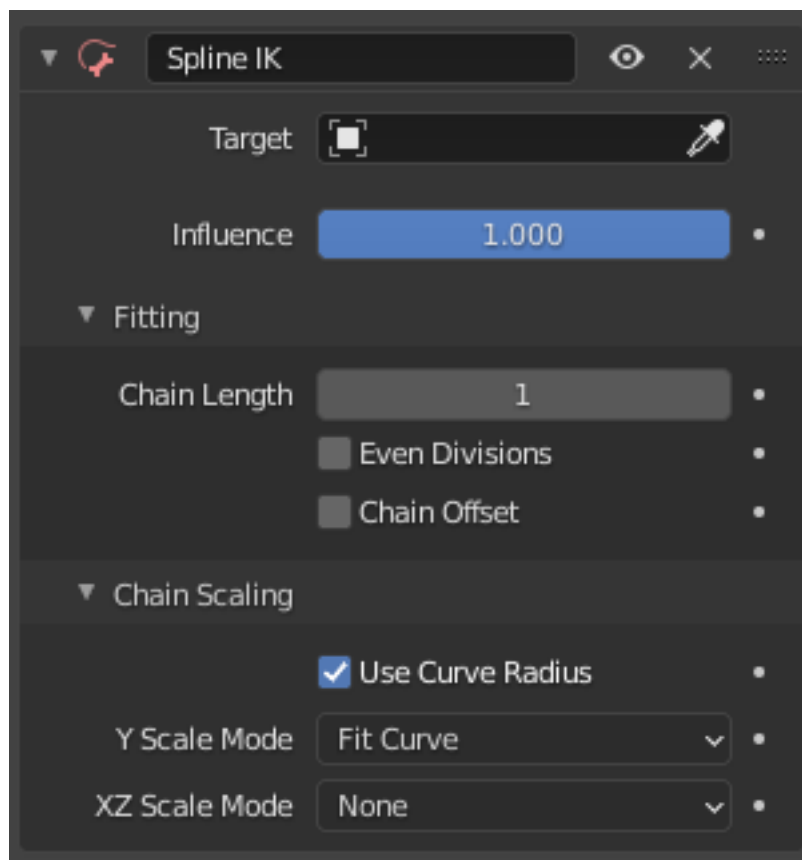 Spline IK
Target
Influence 1.000
Fitting
Chain Length 1
Even Divisions
Chain Offset
Chain Scaling
Use Curve Radius
Y Scale Mode Fit Curve
XZ Scale Mode None